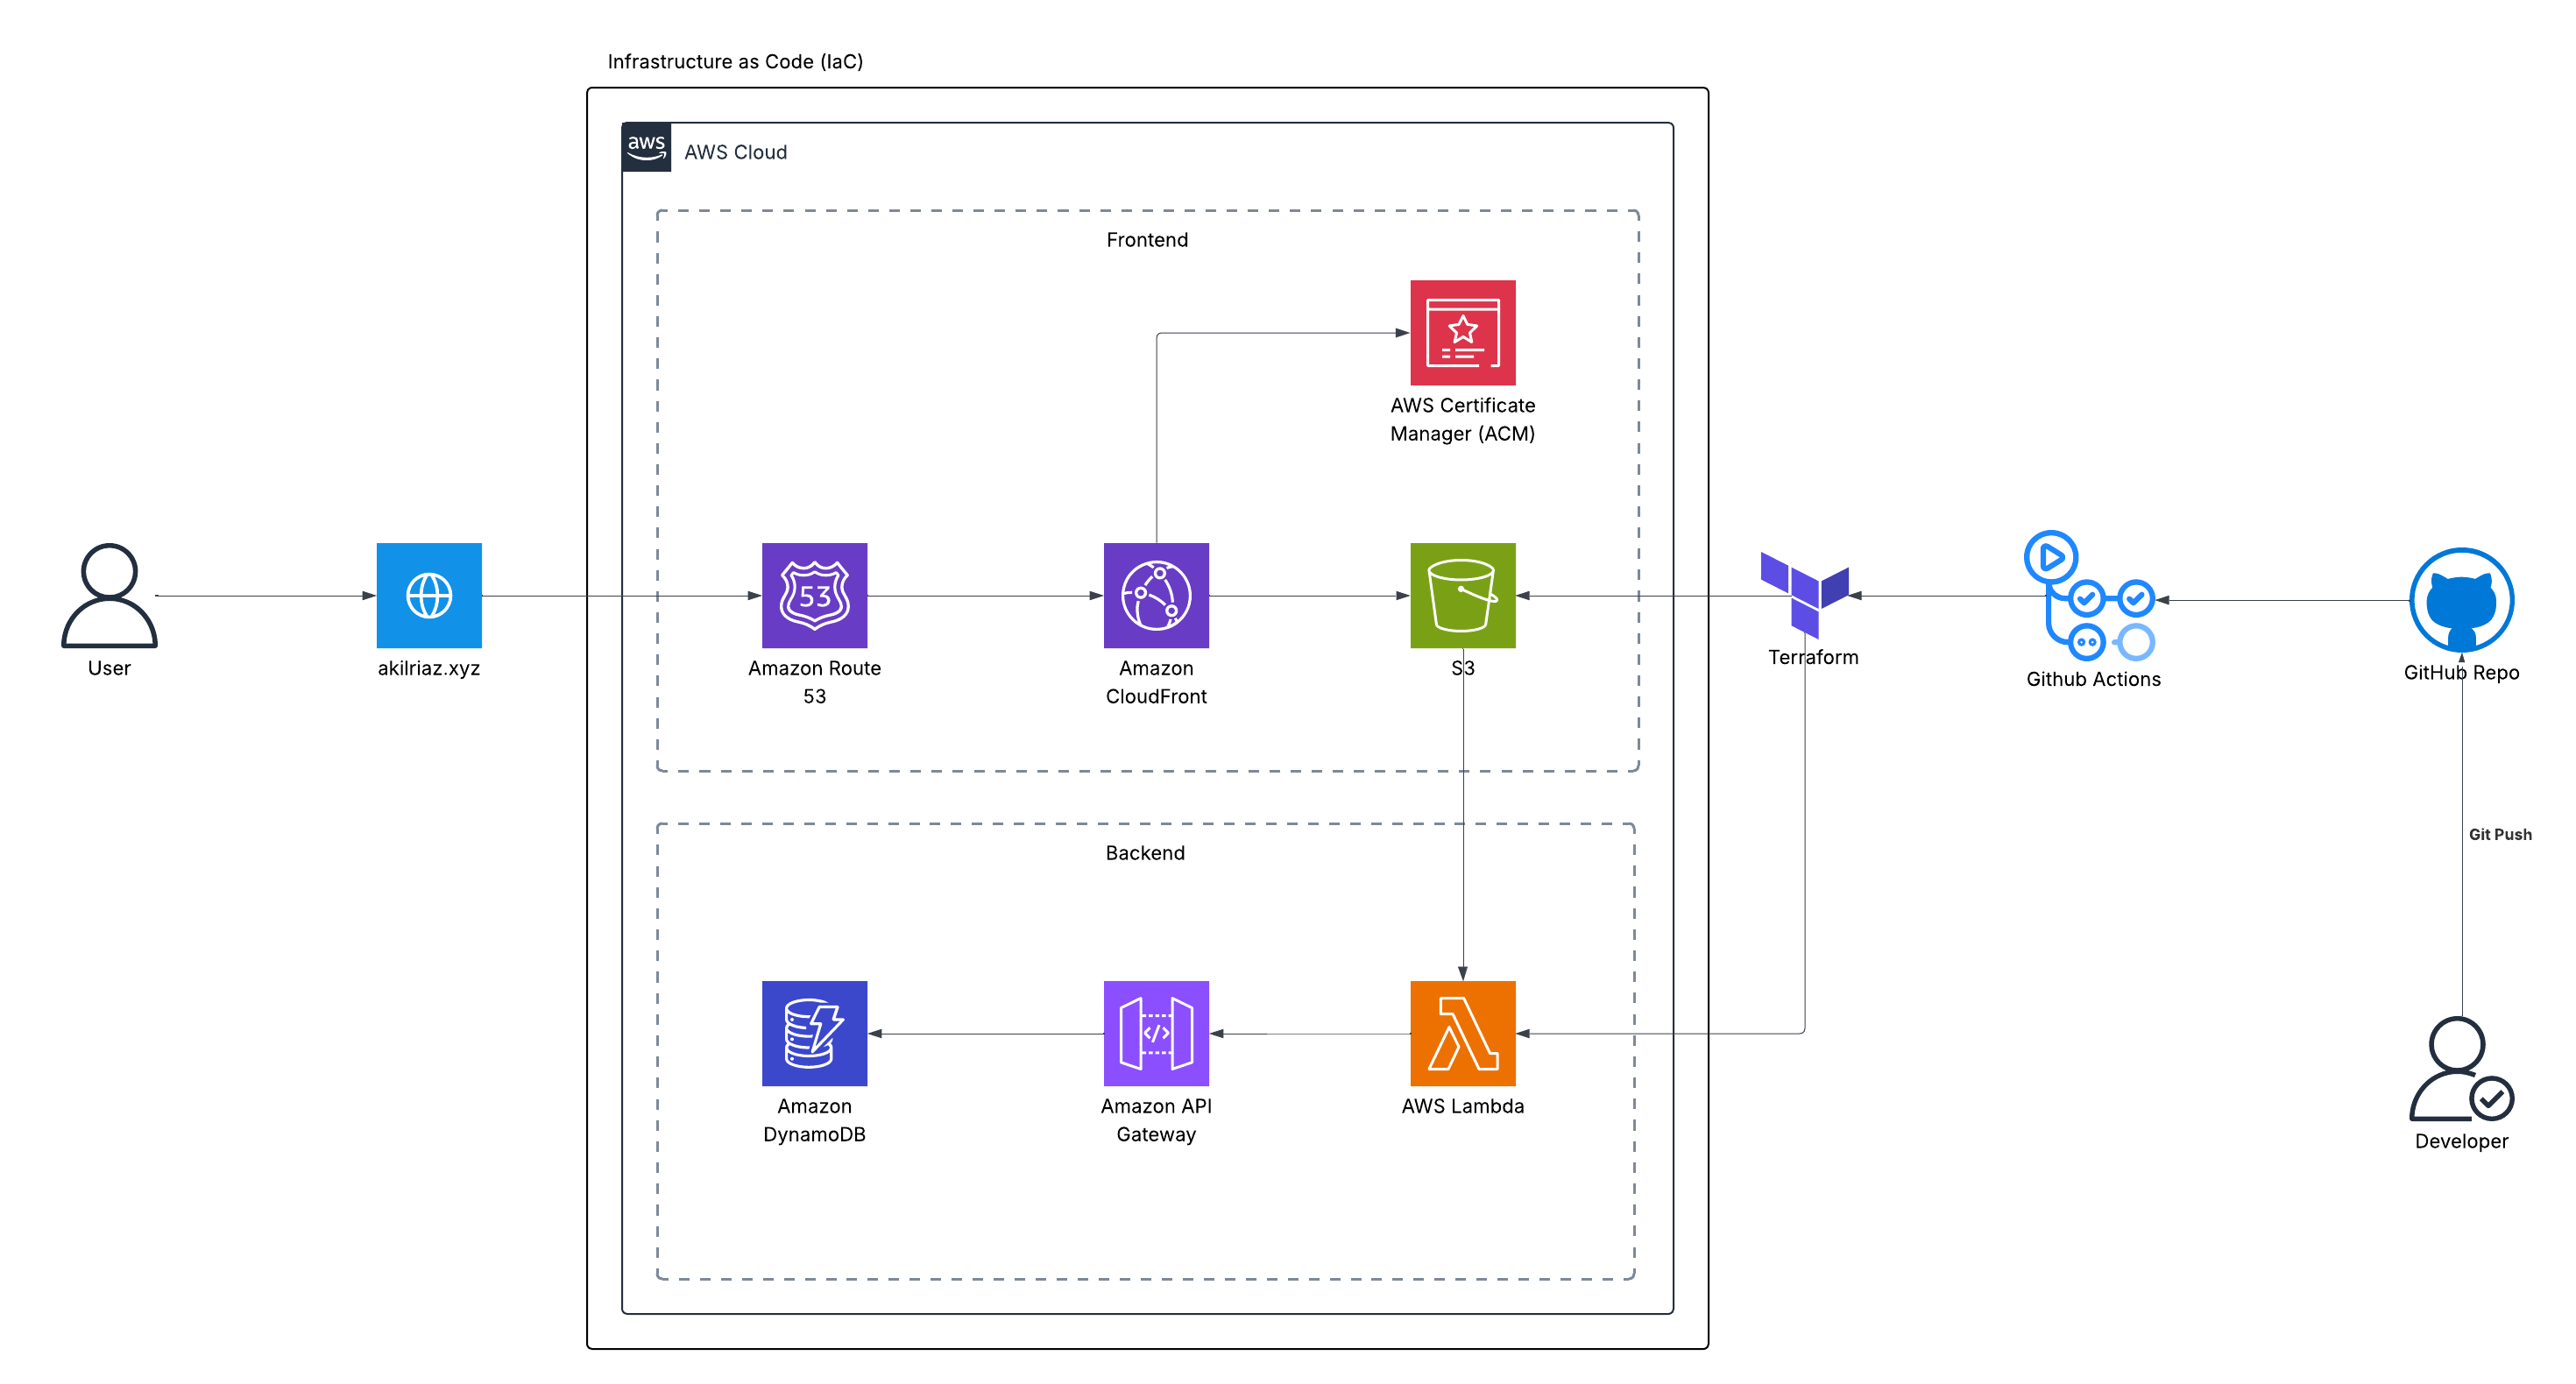 Infrastructure as Code (IaC)
aws
AWS Cloud
Frontend
AWS Certificate
Manager (ACM)
User
akilriaz.xyz
53
Amazon Route
53
Amazon
CloudFront
S3
Terraform
Github Actions
GitHub Repo
Git Push
Backend
</>
Amazon
DynamoDB
Amazon API
Gateway
AWS Lambda
Developer